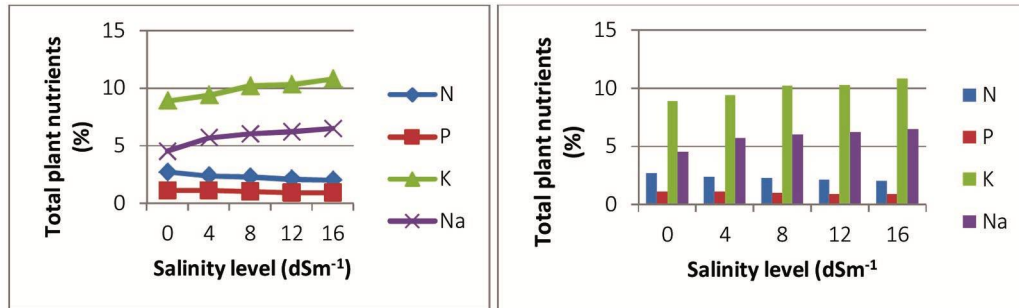 Total plant nutrients
(%)
15
10
5
0
0 4 8 12 16
Salinity level (dSm-1)
N
P
K
Na
Total plant nutrients
(%)
15
10
5
0
0 4 8 12 16
Salinity level (dSm-1
N
P
K
Na